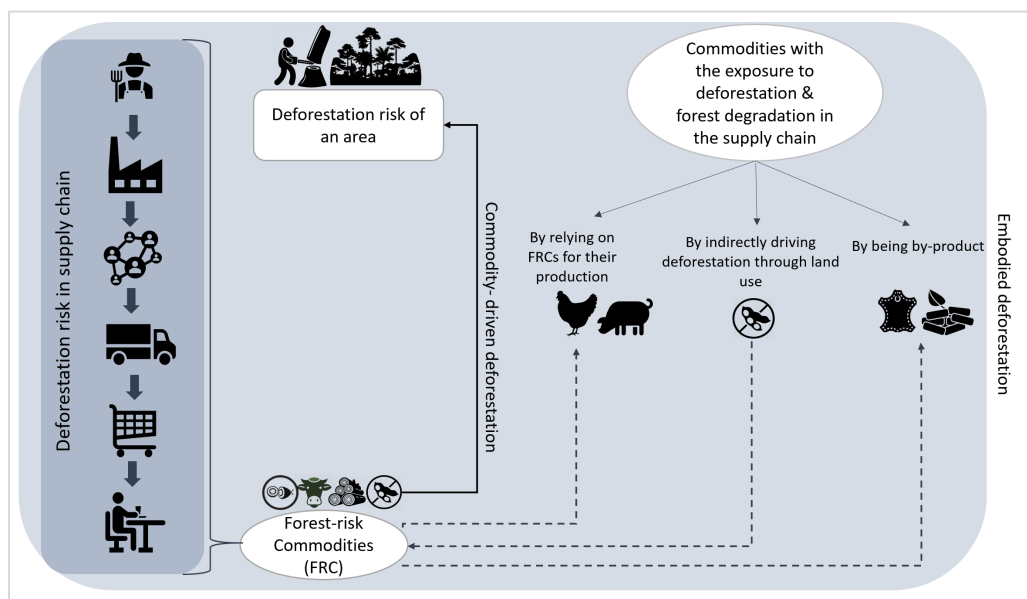 Deforestation risk in supply chain
Deforestation risk of
an area
Commodity- driven deforestation
Forest-risk
Commodities
(FRC)
Commodities with
the exposure to
deforestation &
forest degradation in
the supply chain
By relying on
FRCs for their
production
By indirectly driving
deforestation through land
use
By being by-product
Embodied deforestation